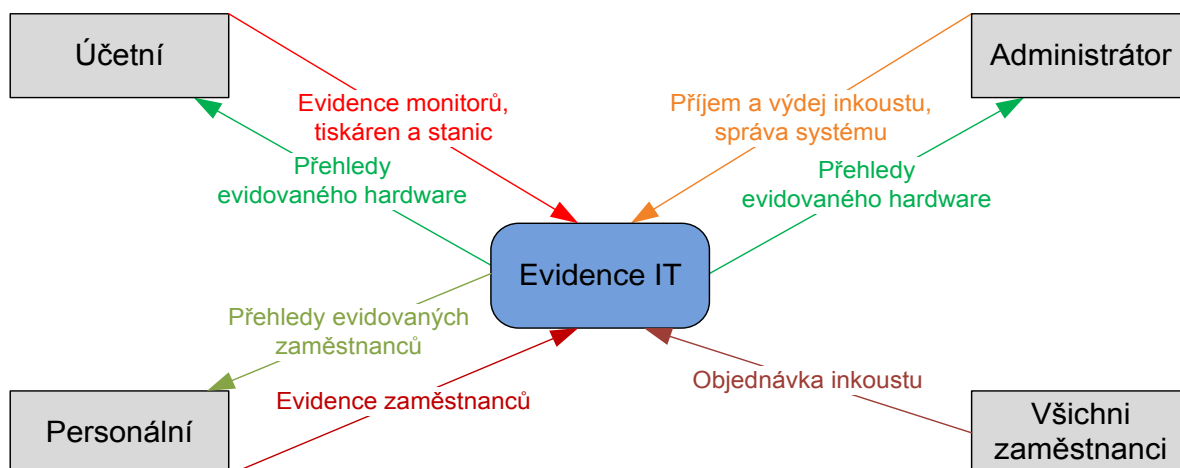 Účetní
Administrátor
Evidence monitorů,
tiskáren a stanic
Příjem a výdej inkoustu,
správa systému
Přehledy
evidovaného hardware
Přehledy
evidovaného hardware
Evidence IT
Přehledy evidovaných
zaměstnanců
Objednávka inkoustu
Evidence zaměstnanců
Personální
Všichni
zaměstnanci